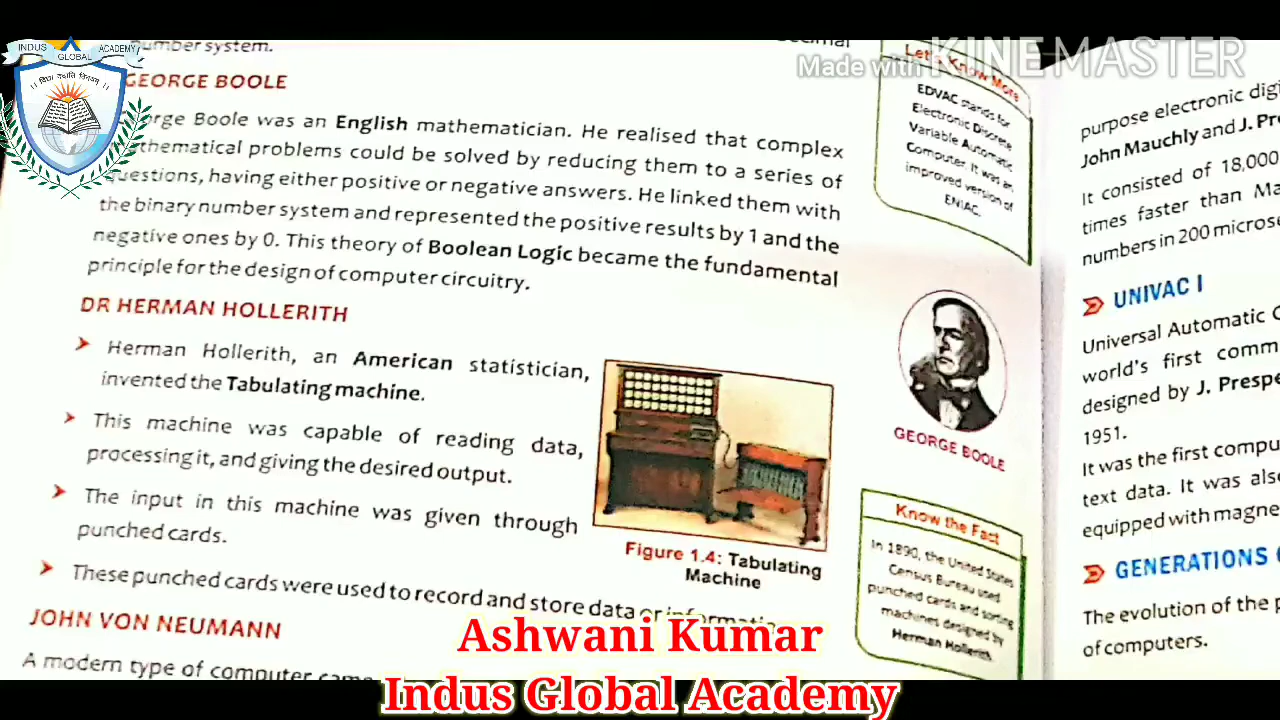 INDUS GLOBAL ACADEMY
Made with KINEMASTER
number system.
GEORGE BOOLE
George Boole was an English mathematician. He realised that complex
mathematical problems could be solved by reducing them to a series of
questions, having either positive or negative answers. He linked them with
the binary number system and represented the positive results by 1 and the
negative ones by 0. This theory of Boolean Logic became the fundamental
principle for the design of computer circuitry.
DR HERMAN HOLLERITH
Herman Hollerith, an American statistician,
invented the Tabulating machine.
This machine was capable of reading data,
processing it, and giving the desired output.
The input in this machine was given through
punched cards.
These punched cards were used to record and store data or informatio
Figure 1.4: Tabulating
Machine
JOHN VON NEUMANN
A modern type of computer came
Let's Know More
EDVAC stands for
Electronic Discrete
Variable Automatic
Computer. It was an
improved version of
ENIAC.
GEORGE BOOLE
Know the Fact
In 1890, the United States
Census Bureau used
punched cards and sorting
machines designed by
Herman Hollerith.
purpose electronic digi
John Mauchly and J. Pre
It consisted of 18,000
times faster than Ma
numbers in 200 microse
UNIVAC I
Universal Automatic C
world's first comm
designed by J. Prespe
1951.
It was the first compu
text data. It was also
equipped with magne
GENERATIONS
The evolution of the p
of computers.
Ashwani Kumar
Indus Global Academy